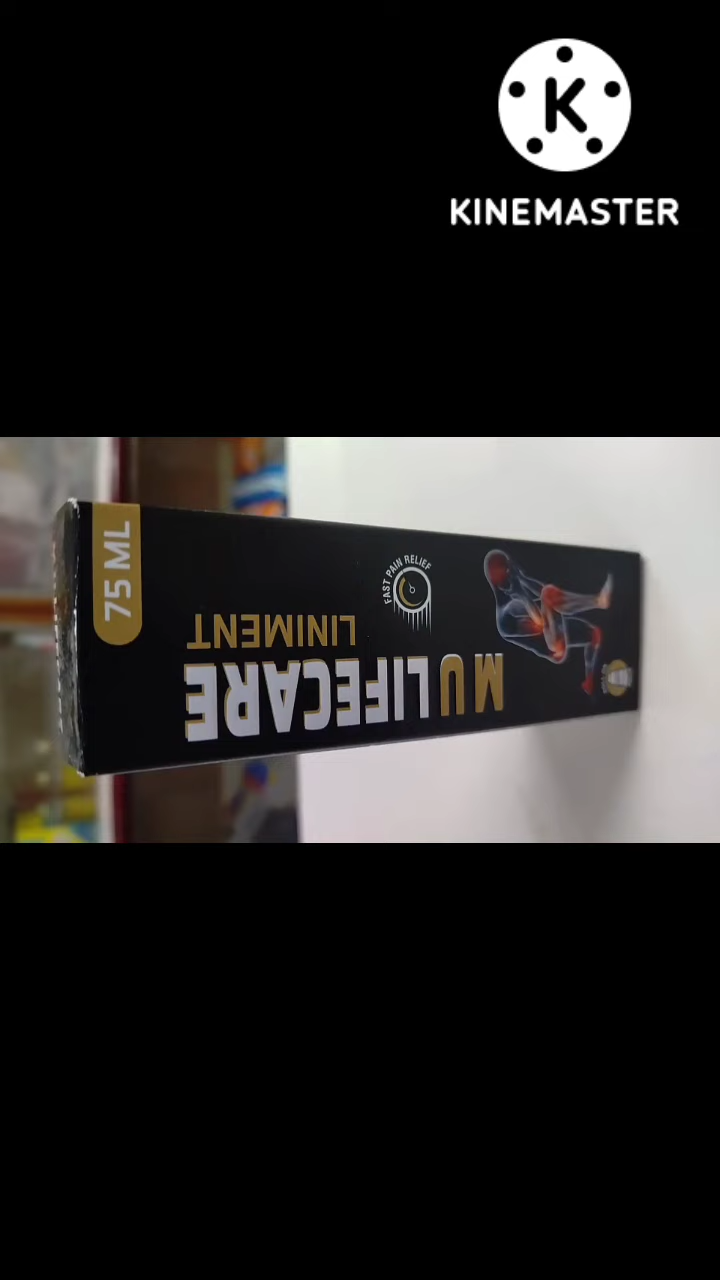 K
KINEMASTER
75 ML
FAST PAIN RELIEF
M U LIFECARE
LINIMENT